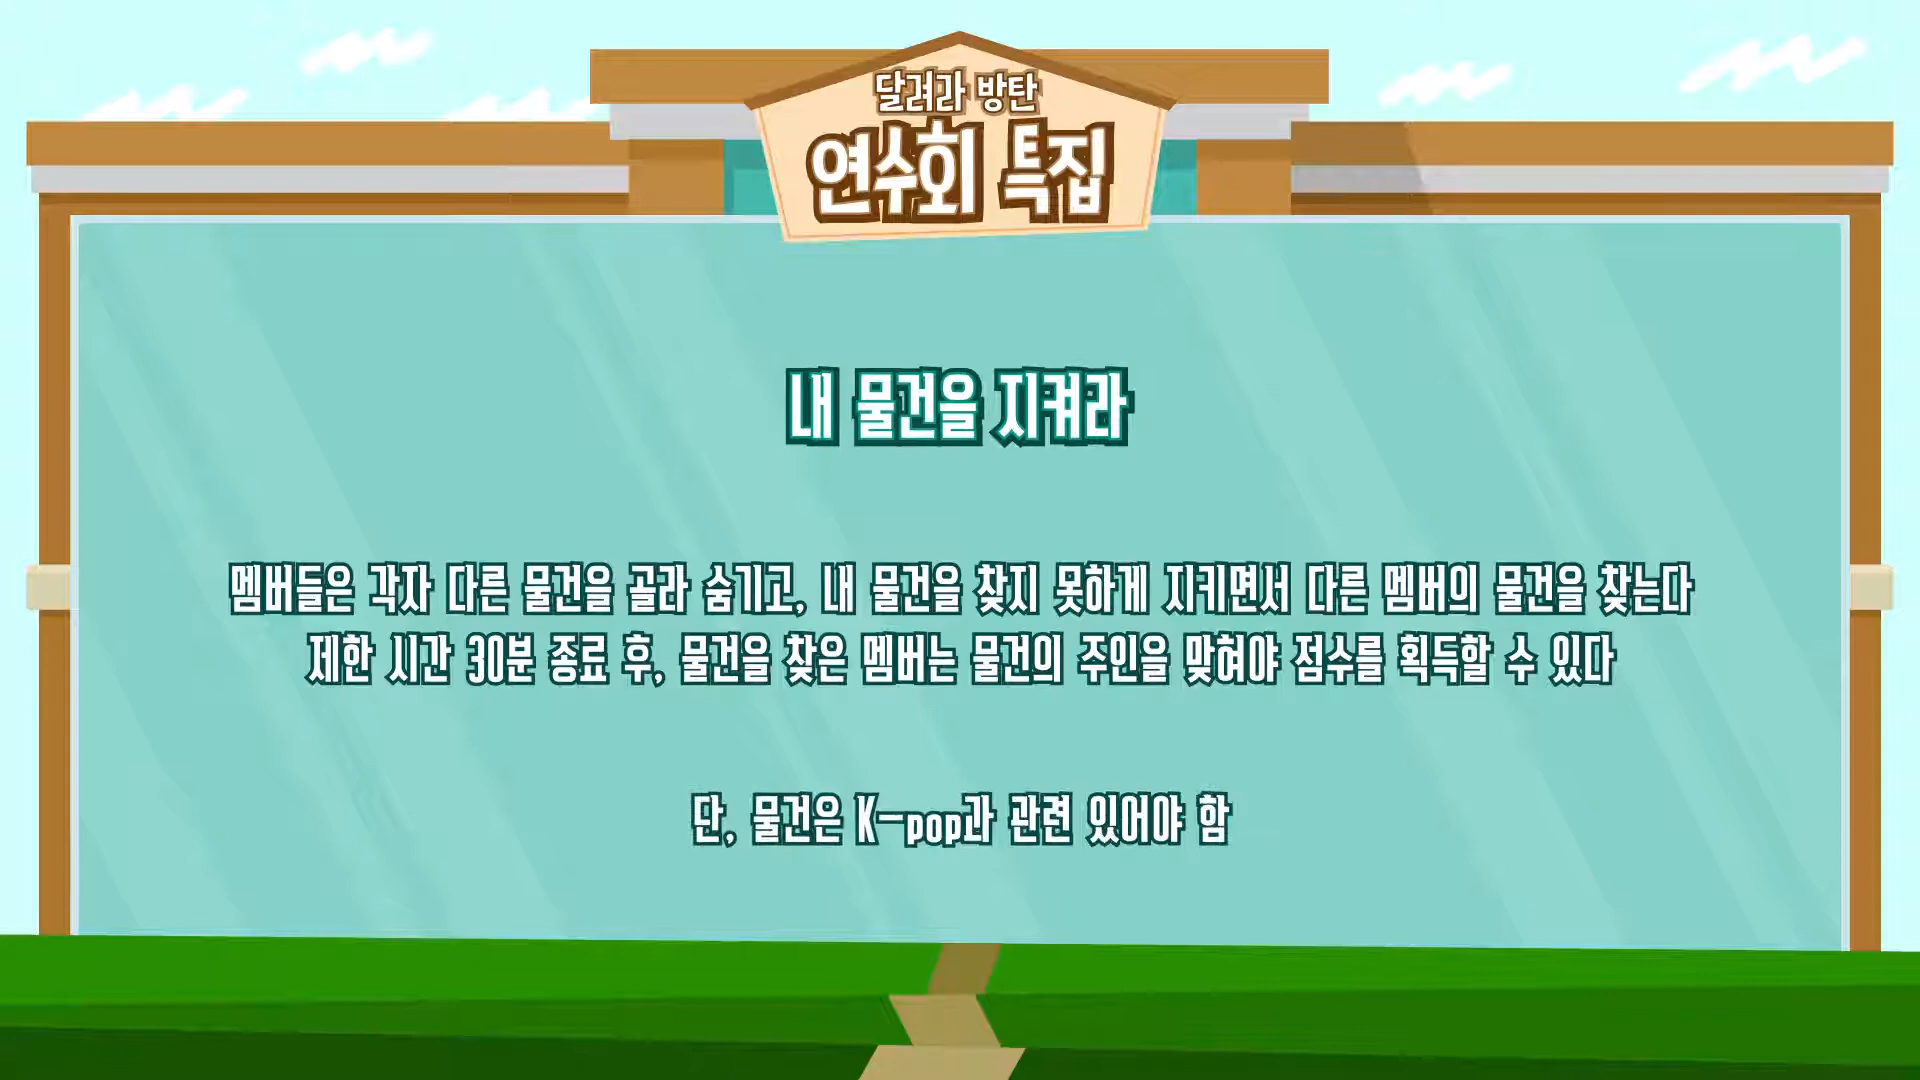 달려라 방탄
연수회 특집
내 물건을 지켜라
멤버들은 각자 다른 물건을 골라 숨기고, 내 물건을 찾지 못하게 지키면서 다른 멤버의 물건을 찾는다
제한 시간 30분 종료 후, 물건을 찾은 멤버는 물건의 주인을 맞혀야 점수를 획득할 수 있다
단, 물건은 K-pop과 관련 있어야 함